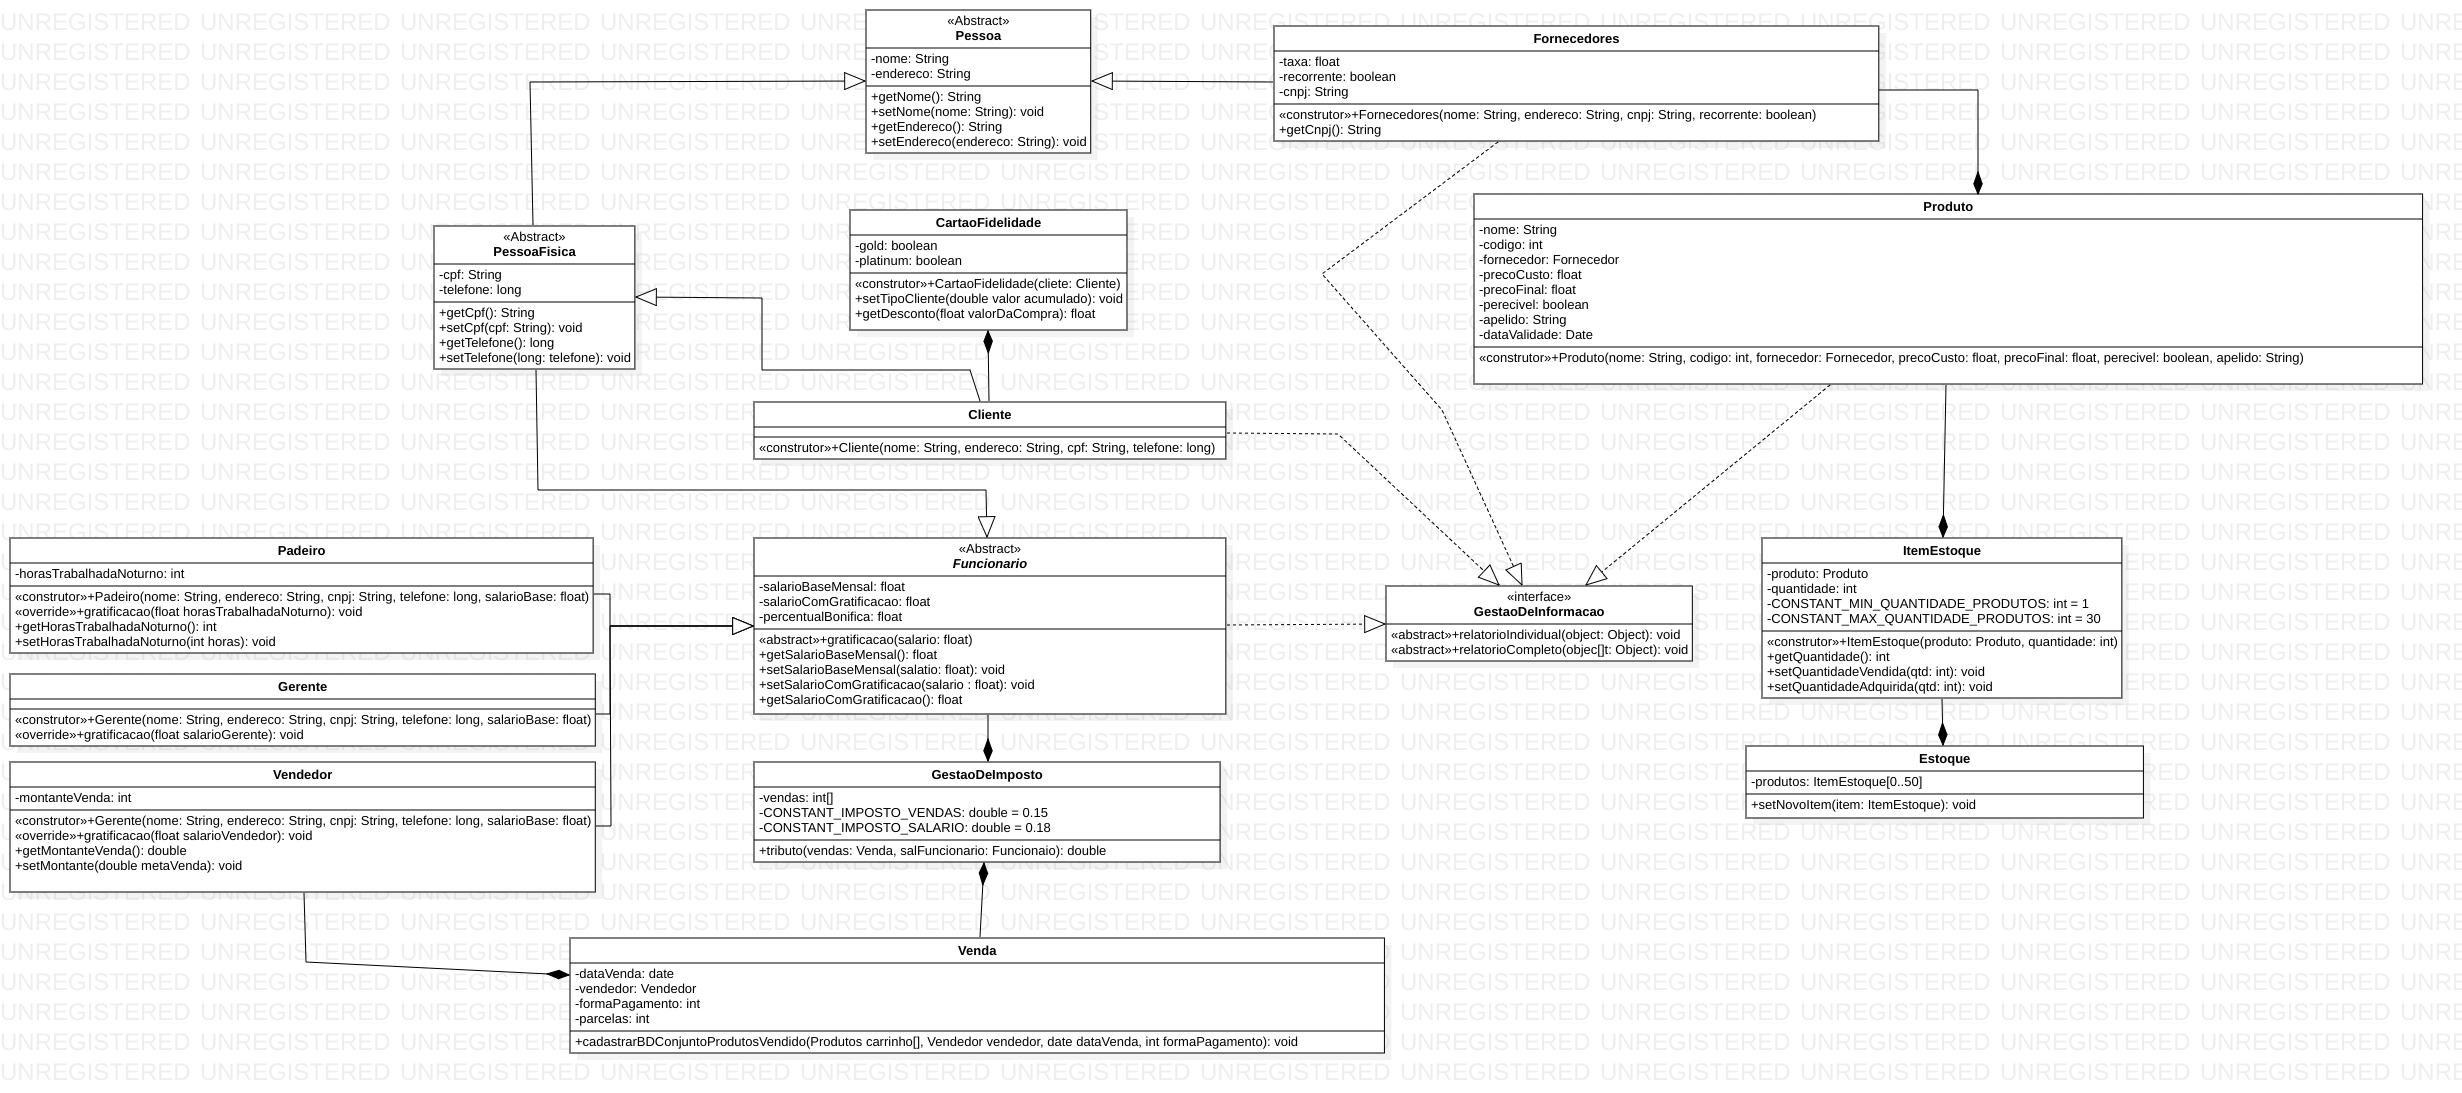 «Abstract»
Pessoa
-nome: String
-endereco: String
+getNome(): String
+setNome(nome: String): void
+getEndereco(): String
+setEndereco(endereco: String): void
Fornecedores
-taxa: float
-recorrente: boolean
-cnpj: String
«construtor»+Fornecedores(nome: String, endereco: String, cnpj: String, recorrente: boolean)
+getCnpj(): String
«Abstract»
PessoaFisica
-cpf: String
-telefone: long
+getCpf(): String
+setCpf(cpf: String): void
+getTelefone(): long
+setTelefone(long: telefone): void
CartaoFidelidade
-gold: boolean
-platinum: boolean
«construtor»+CartaoFidelidade(cliete: Cliente)
+setTipoCliente(double valor acumulado): void
+getDesconto(float valorDaCompra): float
Produto
-nome: String
-codigo: int
-fornecedor: Fornecedor
-precoCusto: float
-precoFinal: float
-perecivel: boolean
-apelido: String
-dataValidade: Date
«construtor»+Produto(nome: String, codigo: int, fornecedor: Fornecedor, precoCusto: float, precoFinal: float, perecivel: boolean, apelido: String)
Cliente
«construtor»+Cliente(nome: String, endereco: String, cpf: String, telefone: long)
Padeiro
-horasTrabalhadaNoturno: int
«construtor»+Padeiro(nome: String, endereco: String, cnpj: String, telefone: long, salarioBase: float)
«override»+gratificacao(float horasTrabalhadaNoturno): void
+getHorasTrabalhadaNoturno(): int
+setHorasTrabalhadaNoturno(int horas): void
«Abstract»
Funcionario
-salarioBaseMensal: float
-salarioComGratificacao: float
-percentualBonifica: float
«abstract»+gratificacao(salario: float)
+getSalarioBaseMensal(): float
+setSalarioBaseMensal(salatio: float): void
+setSalarioComGratificacao(salario : float): void
+getSalarioComGratificacao(): float
«interface»
GestaoDeInformacao
«abstract»+relatorioIndividual(object: Object): void
«abstract»+relatorioCompleto(objec[]t: Object): void
ItemEstoque
-produto: Produto
-quantidade: int
-CONSTANT_MIN_QUANTIDADE_PRODUTOS: int = 1
-CONSTANT_MAX_QUANTIDADE_PRODUTOS: int = 30
«construtor»+ItemEstoque(produto: Produto, quantidade: int)
+getQuantidade(): int
+setQuantidadeVendida(qtd: int): void
+setQuantidadeAdquirida(qtd: int): void
Gerente
«construtor»+Gerente(nome: String, endereco: String, cnpj: String, telefone: long, salarioBase: float)
«override»+gratificacao(float salarioGerente): void
Vendedor
-montanteVenda: int
«construtor»+Gerente(nome: String, endereco: String, cnpj: String, telefone: long, salarioBase: float)
«override»+gratificacao(float salarioVendedor): void
+getMontanteVenda(): double
+setMontante(double metaVenda): void
GestaoDeImposto
-vendas: int[]
-CONSTANT_IMPOSTO_VENDAS: double = 0.15
-CONSTANT_IMPOSTO_SALARIO: double = 0.18
+tributo(vendas: Venda, salFuncionario: Funcionaio): double
Estoque
-produtos: ItemEstoque[0..50]
+setNovoItem(item: ItemEstoque): void
Venda
-dataVenda: date
-vendedor: Vendedor
-formaPagamento: int
-parcelas: int
+cadastrarBDConjuntoProdutosVendido(Produtos carrinho[], Vendedor vendedor, date dataVenda, int formaPagamento): void
UNREGISTERED